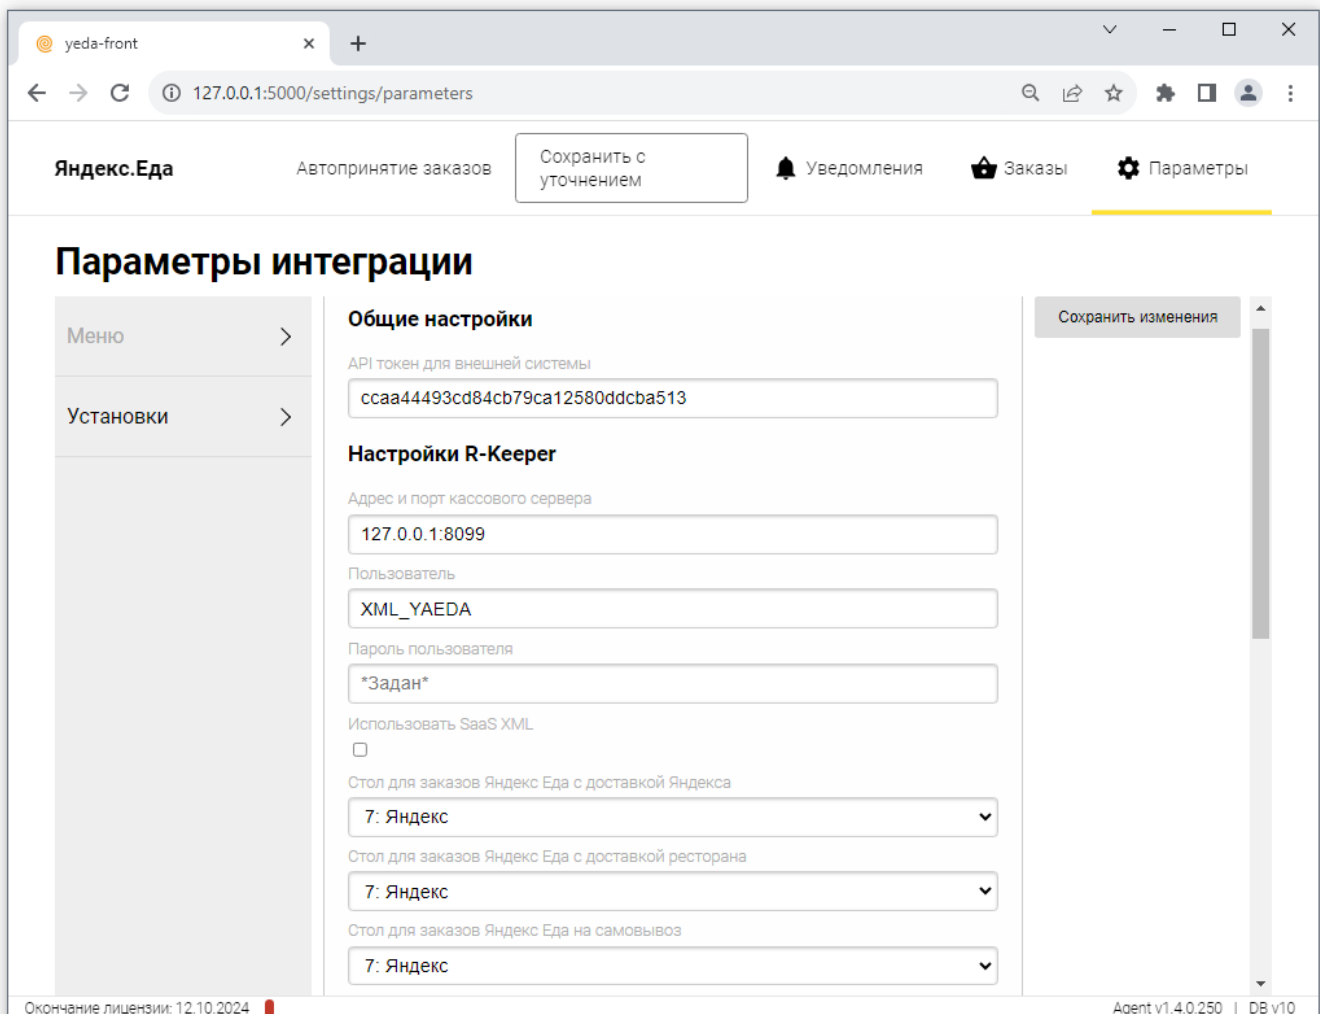 yeda-front
127.0.0.1:5000/settings/parameters
Яндекс.Еда
Автопринятие заказов
Сохранить с
уточнением
Уведомления
Заказы
Параметры
Параметры интеграции
Меню
Установки
Общие настройки
API токен для внешней системы
ccaa44493cd84cb79ca12580ddcba513
Настройки R-Keeper
Адрес и порт кассового сервера
127.0.0.1:8099
Пользователь
XML_YAEDA
Пароль пользователя
*Задан*
Использовать SaaS XML
Стол для заказов Яндекс Еда с доставкой Яндекса
7: Яндекс
Стол для заказов Яндекс Еда с доставкой ресторана
7: Яндекс
Стол для заказов Яндекс Еда на самовывоз
7: Яндекс
Сохранить изменения
Окончание лицензии: 12.10.2024
Agent v1.4.0.250 | DB v10